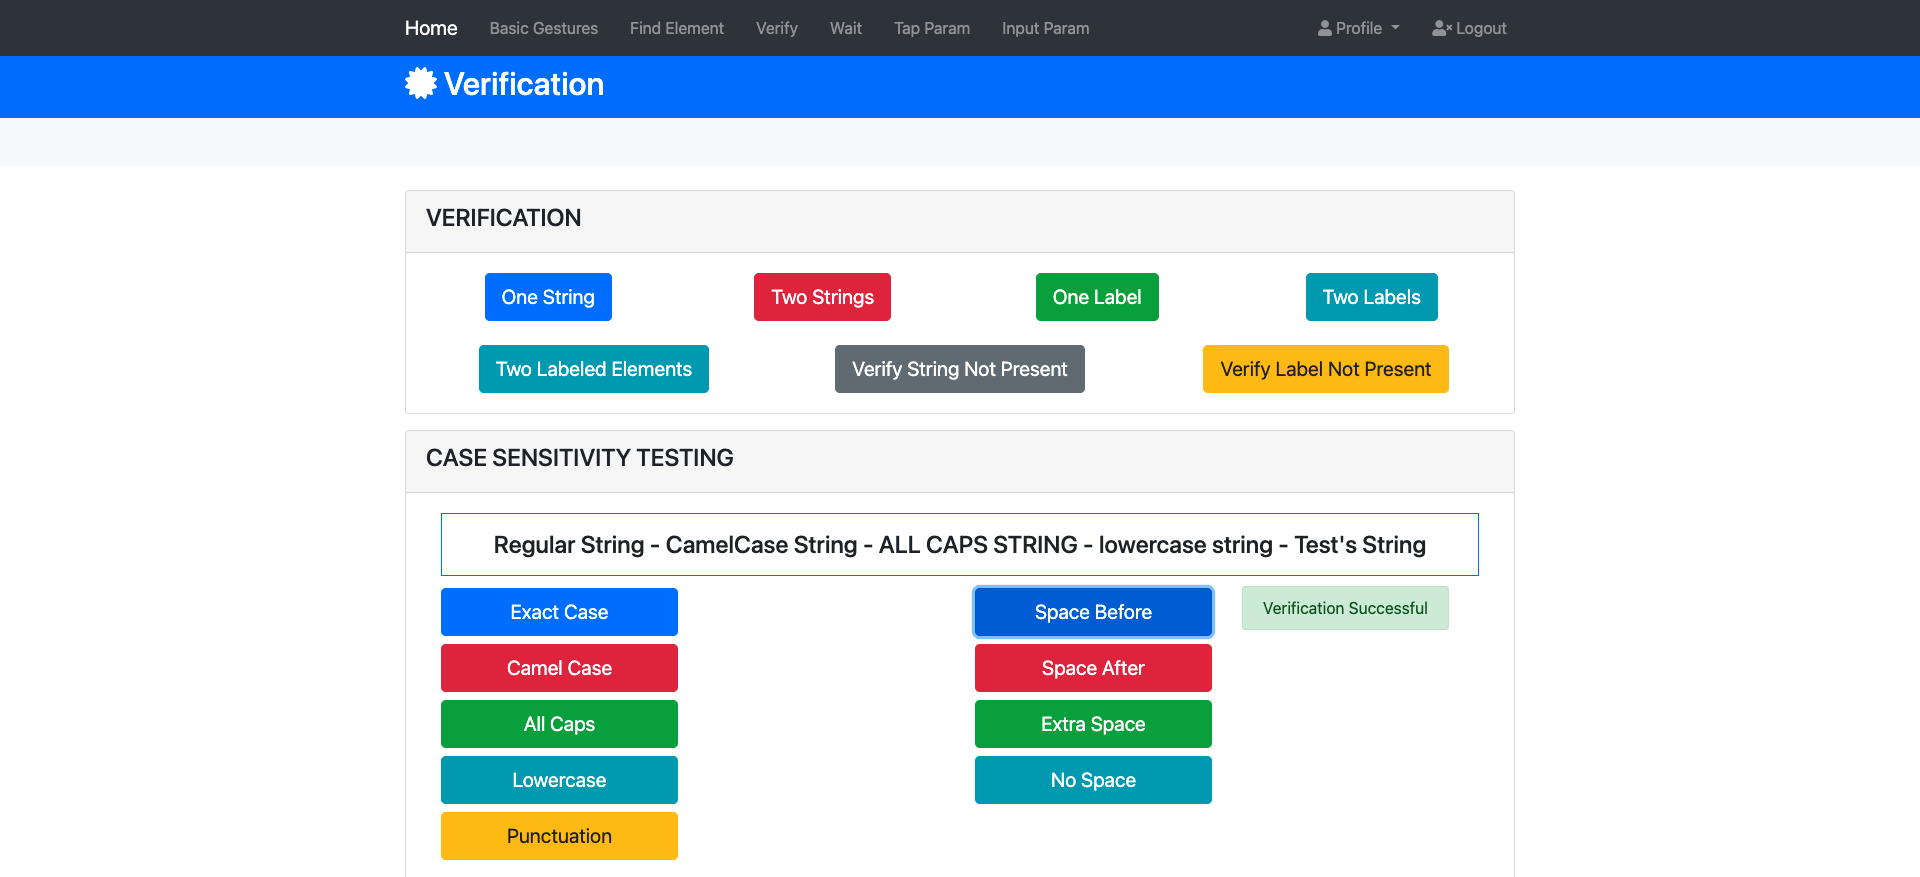 Home Basic Gestures Find Element Verify Wait Tap Param Input Param Profile Logout
Verification
VERIFICATION
One String Two Strings One Label Two Labels
Two Labeled Elements Verify String Not Present Verify Label Not Present
CASE SENSITIVITY TESTING
Regular String - CamelCase String - ALL CAPS STRING - lowercase string - Test's String
Exact Case Space Before Verification Successful
Camel Case Space After
All Caps Extra Space
Lowercase No Space
Punctuation